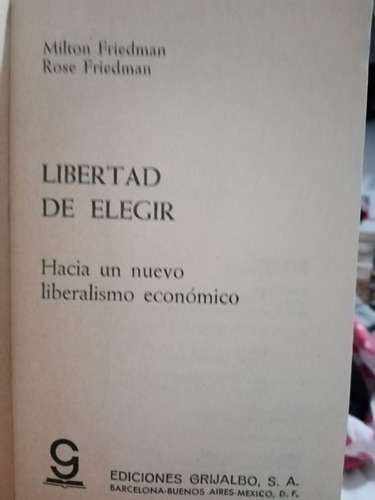 Milton Friedman
Rose Friedman
LIBERTAD
DE ELEGIR
Hacia un nuevo
liberalismo económico
EDICIONES GRIJALBO, S. A.
BARCELONA-BUENOS AIRES-MEXICO, D. F.